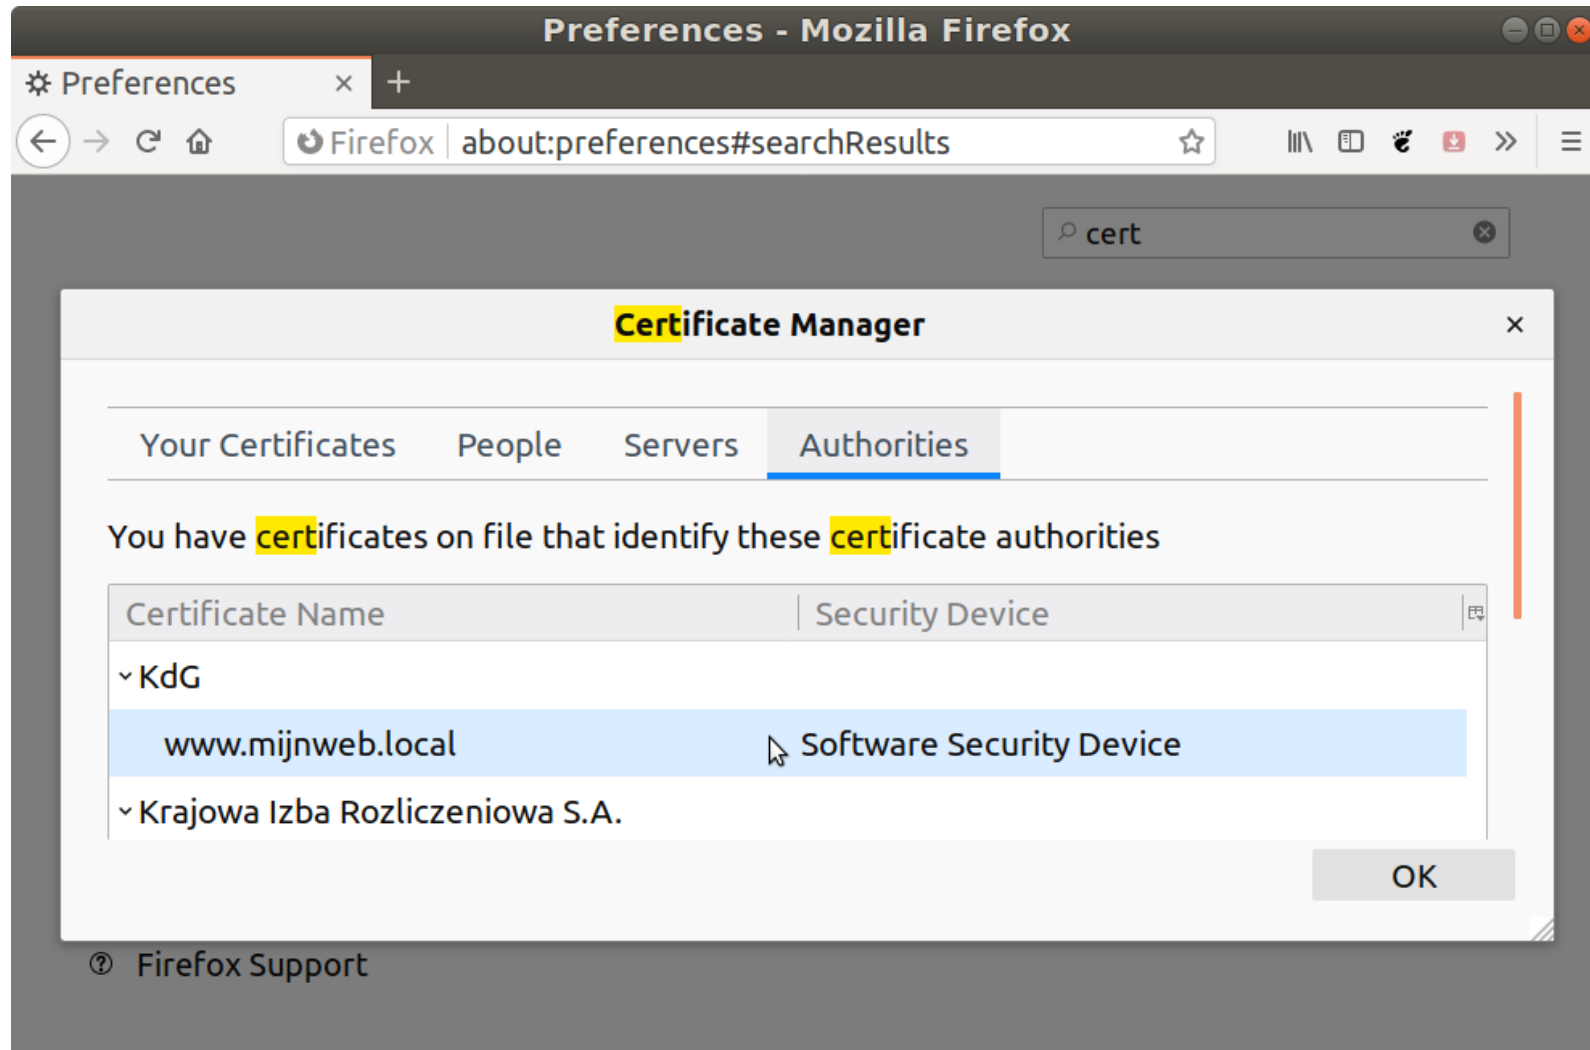 Preferences - Mozilla Firefox
Preferences
Firefox about:preferences#searchResults
cert
Certificate Manager
Your Certificates People Servers Authorities
You have certificates on file that identify these certificate authorities
Certificate Name Security Device
KdG
www.mijnweb.local Software Security Device
Krajowa Izba Rozliczeniowa S.A.
OK
Firefox Support